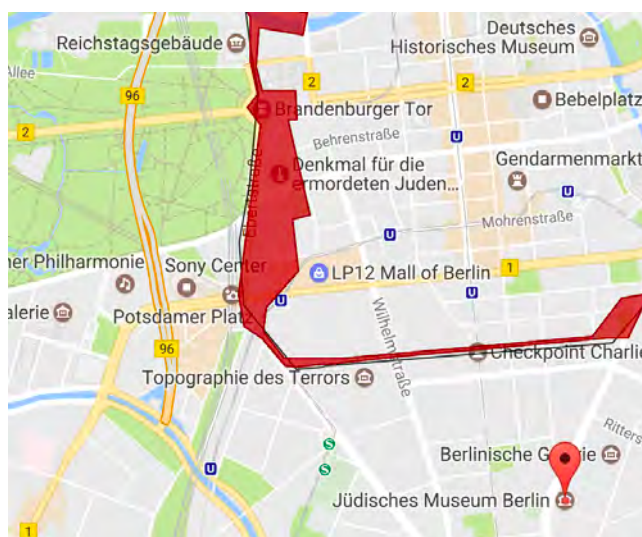 Deutsches
Historisches Museum
Reichstagsgebäude
Allee
2
2
96
Brandenburger Tor
Bebelplatz
2
U
Behrenstraße
Denkmal für die
ermordeten Juden...
Gendarmenmarkt
Ebertstraße
U
Mohrenstraße
U
ner Philharmonie
Sony Center
LP12 Mall of Berlin
1
U
U
alerie
Potsdamer Platz
Wilhelmstraße
96
Checkpoint Charlie
Topographie des Terrors
S
S
U
Berlinische G
rie
Jüdisches Museum Berlin
Ritters
1